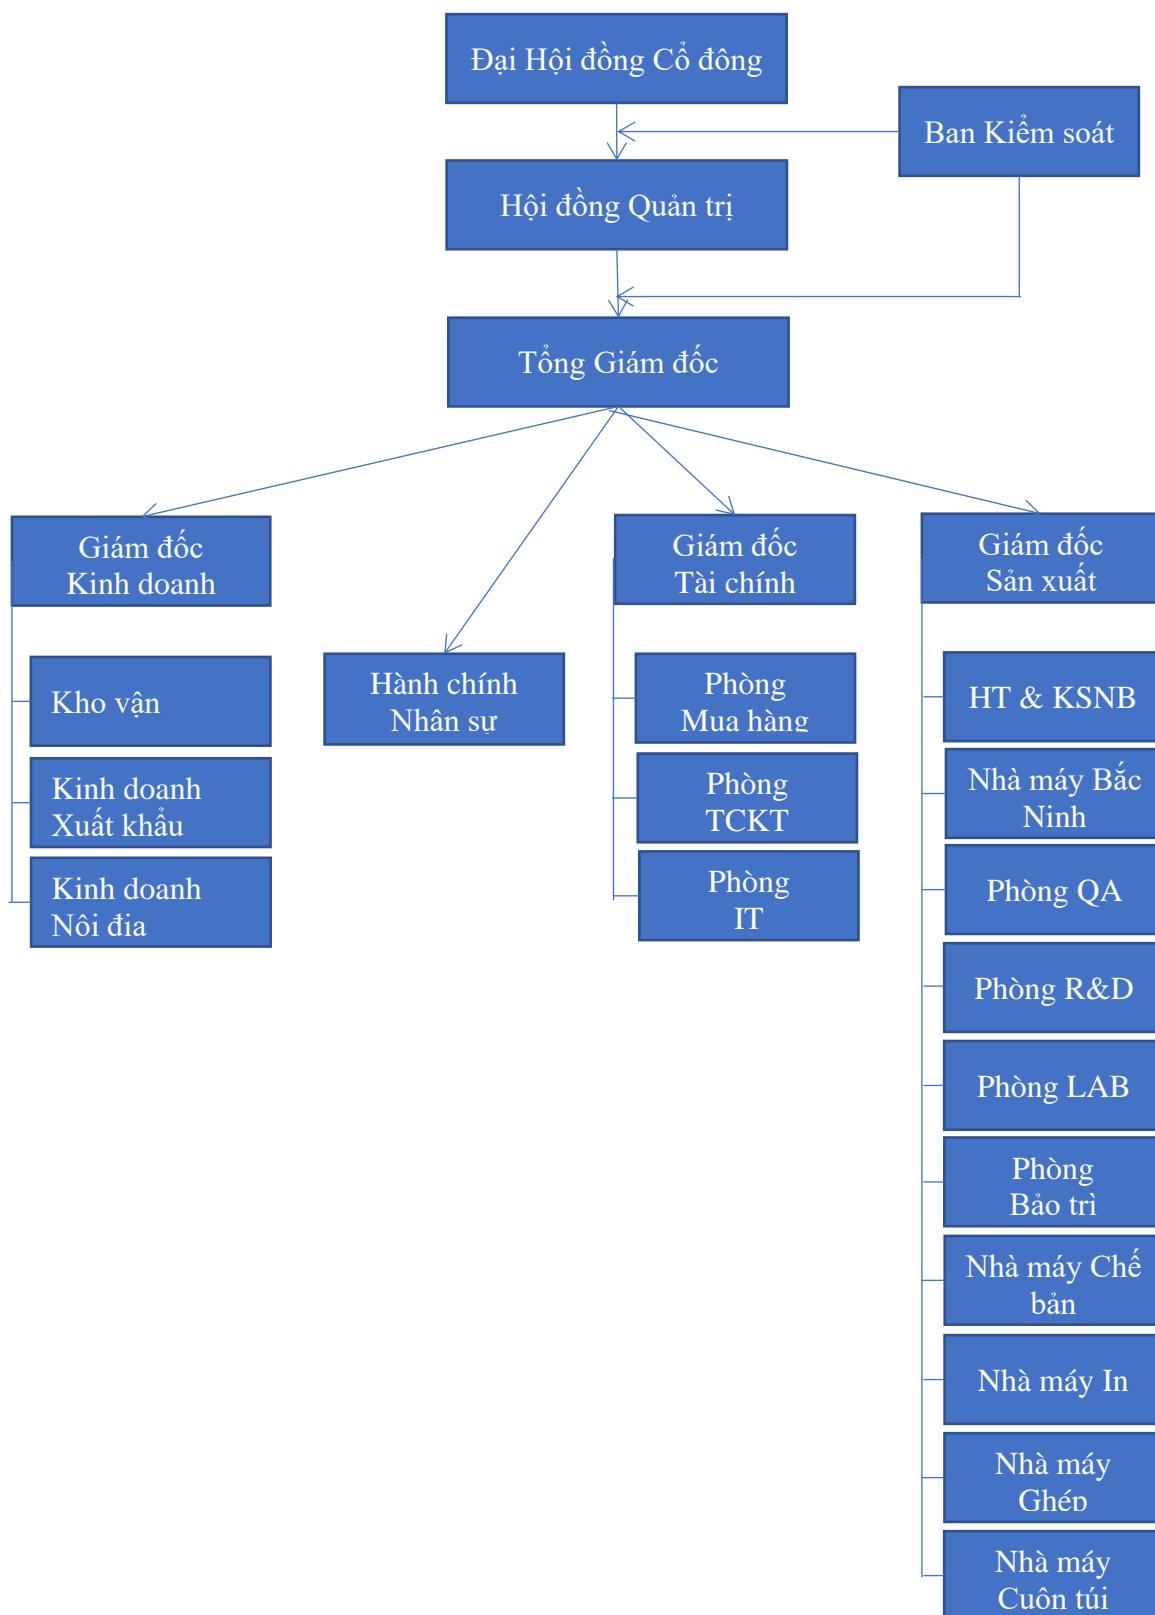 Đại Hội đồng Cổ đông
Ban Kiểm soát
Hội đồng Quản trị
Tổng Giám đốc
Giám đốc
Kinh doanh
Giám đốc
Tài chính
Giám đốc
Sản xuất
Kho vận
Kinh doanh
Xuất khẩu
Kinh doanh
Nội địa
Hành chính
Nhân sự
Phòng
Mua hàng
Phòng
TCKT
Phòng
IT
HT & KSNB
Nhà máy Bắc
Ninh
Phòng QA
Phòng R&D
Phòng LAB
Phòng
Bảo trì
Nhà máy Chế
bản
Nhà máy In
Nhà máy
Ghép
Nhà máy
Cuộn túi